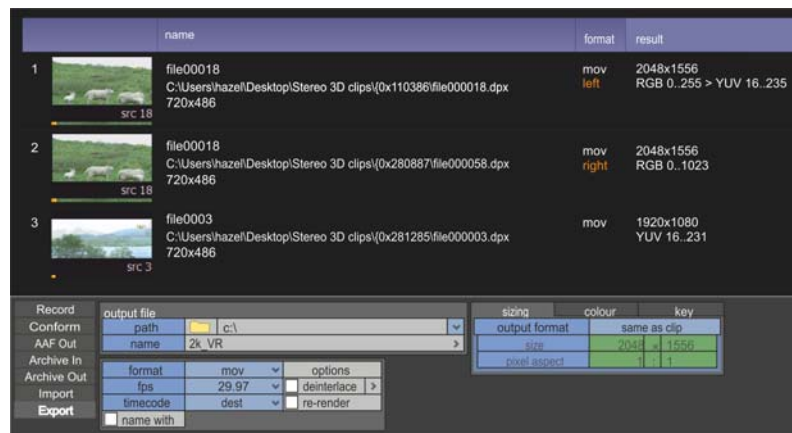 name format result
1 file00018 mov 2048x1556
C:\Users\hazel\Desktop\Stereo 3D clips\{0x110386\file000018.dpx left RGB 0..255 > YUV 16..235
720x486
src 18
2 file00018 mov 2048x1556
C:\Users\hazel\Desktop\Stereo 3D clips\{0x280887\file000058.dpx right RGB 0..1023
720x486
src 18
3 file0003 mov 1920x1080
C:\Users\hazel\Desktop\Stereo 3D clips\{0x281285\file000003.dpx YUV 16..231
720x486
src 3
Record
Conform
AAF Out
Archive In
Archive Out
Import
Export
output file
path c:\
name 2k_VR >
format mov options
fps 29.97 deinterlace >
timecode dest re-render
name with
sizing colour key
output format same as clip
size 2048 x 1556
pixel aspect 1 : 1